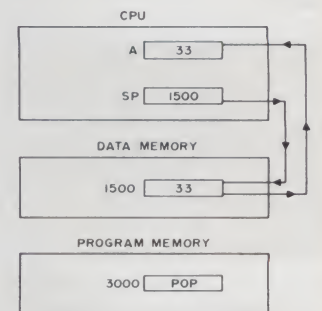 CPU
A 33
SP 1500
DATA MEMORY
1500 33
PROGRAM MEMORY
3000 POP